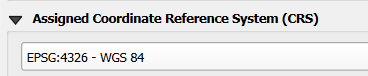 Assigned Coordinate Reference System (CRS)
EPSG:4326 - WGS 84